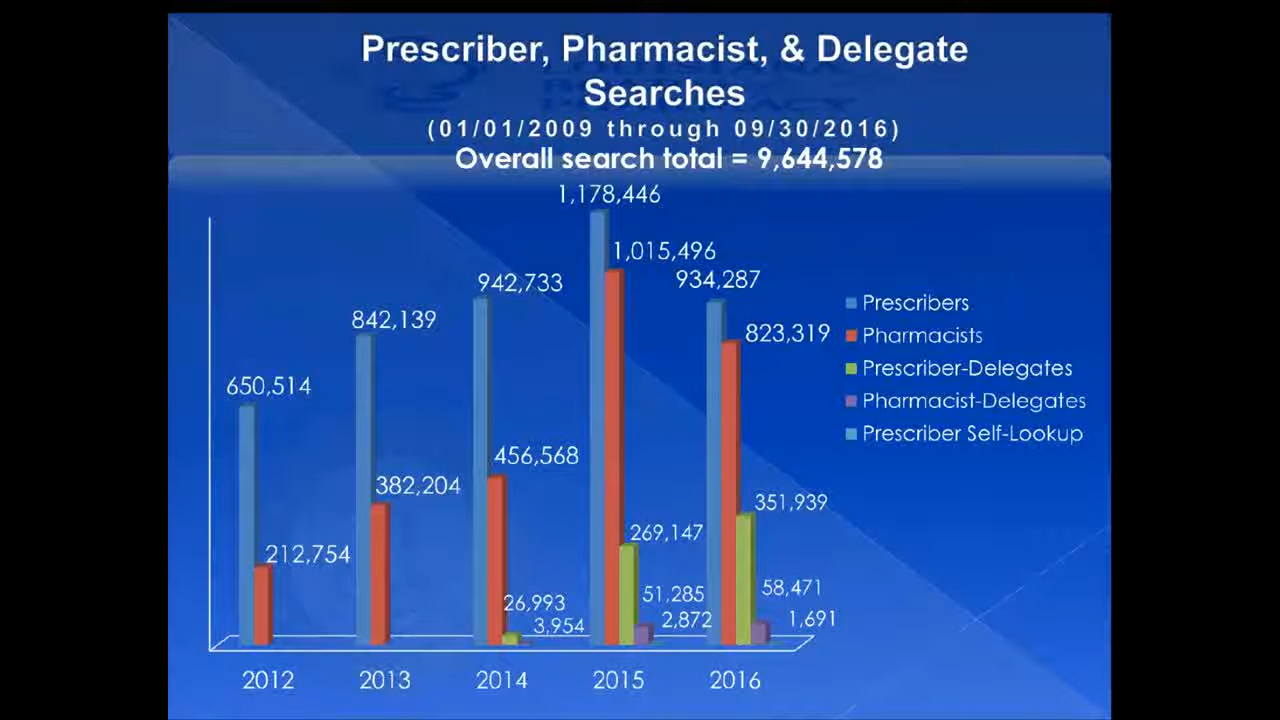 Prescriber, Pharmacist, & Delegate
Searches
(01/01/2009 through 09/30/2016)
Overall search total = 9,644,578
1,178,446
1,015,496
942,733
934,287
Prescribers
842,139
823,319
Pharmacists
Prescriber-Delegates
650,514
Pharmacist-Delegates
Prescriber Self-Lookup
456,568
382,204
351,939
269,147
212,754
58,471
51,285
26,993
2,872
1,691
3,954
2012
2013
2014
2015
2016